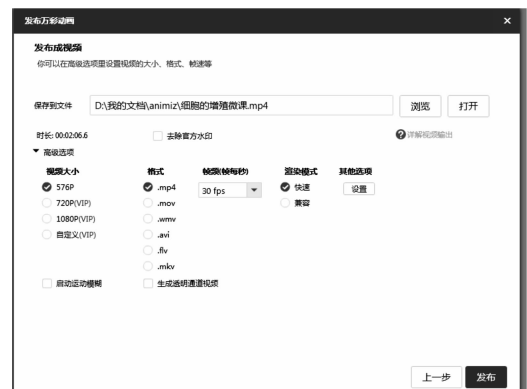 发布万彩动画
发布成视频
你可以在高级选项里设置视频的大小、格式、帧速等
保存到文件 D:\我的文档\animiz\细胞的增殖微课.mp4 浏览 打开
时长: 00:02:06.6 去除官方水印 详解视频输出
高级选项
视频大小 格式 帧频(帧每秒) 渲染模式 其他选项
576P .mp4 30 fps 快速 设置
720P(VIP) .mov 兼容
1080P(VIP) .wmv
自定义(VIP) .avi
.flv
.mkv
启动运动模糊 生成透明通道视频
上一步 发布